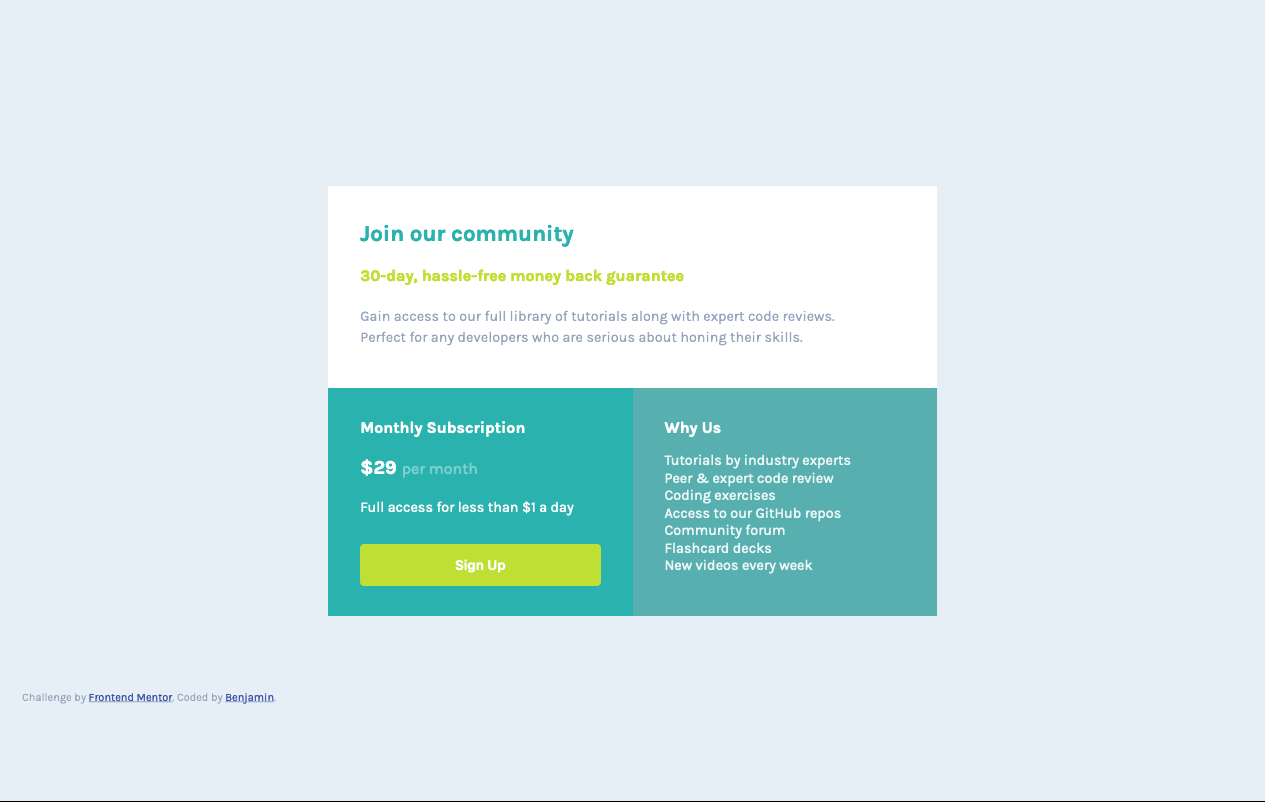 Join our community
30-day, hassle-free money back guarantee
Gain access to our full library of tutorials along with expert code reviews.
Perfect for any developers who are serious about honing their skills.
Monthly Subscription
$29 per month
Full access for less than $1 a day
Sign Up
Why Us
Tutorials by industry experts
Peer & expert code review
Coding exercises
Access to our GitHub repos
Community forum
Flashcard decks
New videos every week
Challenge by Frontend Mentor. Coded by Benjamin.